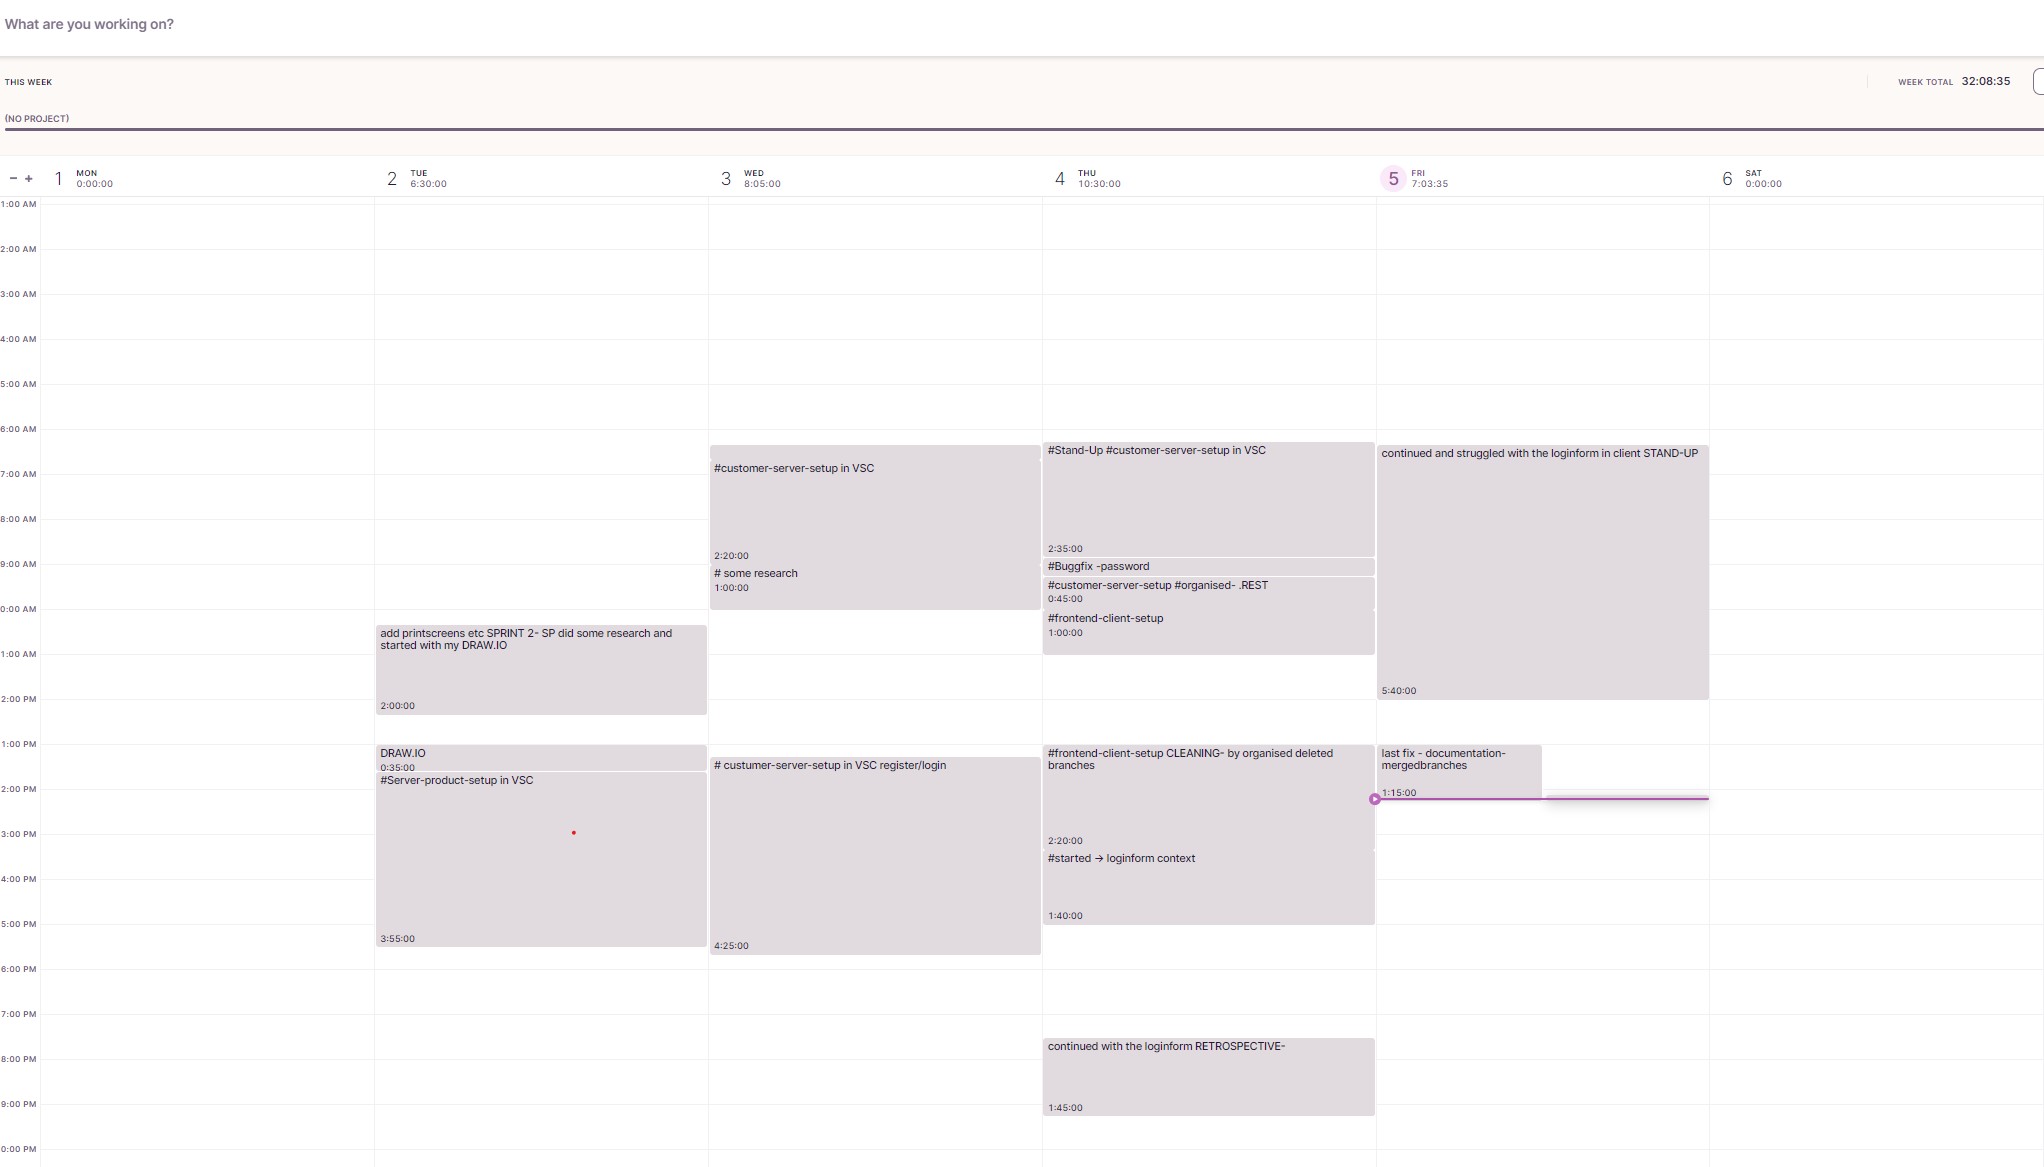 What are you working on?
THIS WEEK
WEEK TOTAL 32:08:35
(NO PROJECT)
− +
1 MON 0:00:00
2 TUE 6:30:00
3 WED 8:05:00
4 THU 10:30:00
5 FRI 7:03:35
6 SAT 0:00:00
1:00 AM
2:00 AM
3:00 AM
4:00 AM
5:00 AM
6:00 AM
7:00 AM
8:00 AM
9:00 AM
0:00 AM
1:00 AM
2:00 PM
1:00 PM
2:00 PM
3:00 PM
4:00 PM
5:00 PM
6:00 PM
7:00 PM
8:00 PM
9:00 PM
0:00 PM
add printscreens etc SPRINT 2- SP did some research and
started with my DRAW.IO
2:00:00
DRAW.IO
0:35:00
#Server-product-setup in VSC
3:55:00
#customer-server-setup in VSC
2:20:00
# some research
1:00:00
# custumer-server-setup in VSC register/login
4:25:00
#Stand-Up #customer-server-setup in VSC
2:35:00
#Buggfix -password
#customer-server-setup #organised- .REST
0:45:00
#frontend-client-setup
1:00:00
#frontend-client-setup CLEANING- by organised deleted
branches
2:20:00
#started → loginform context
1:40:00
continued with the loginform RETROSPECTIVE-
1:45:00
continued and struggled with the loginform in client STAND-UP
5:40:00
last fix - documentation-
mergedbranches
1:15:00